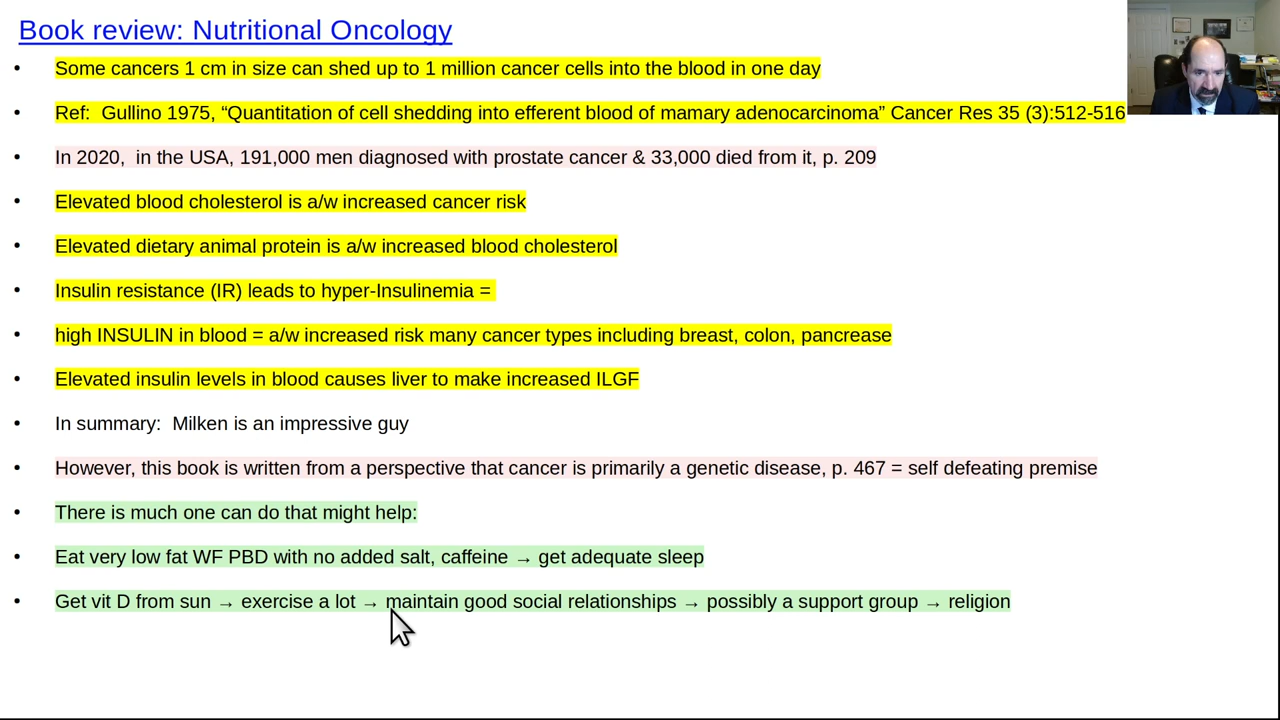 Book review: Nutritional Oncology
• Some cancers 1 cm in size can shed up to 1 million cancer cells into the blood in one day
• Ref:  Gullino 1975, “Quantitation of cell shedding into efferent blood of mamary adenocarcinoma” Cancer Res 35 (3):512-516
• In 2020,  in the USA, 191,000 men diagnosed with prostate cancer & 33,000 died from it, p. 209
• Elevated blood cholesterol is a/w increased cancer risk
• Elevated dietary animal protein is a/w increased blood cholesterol
• Insulin resistance (IR) leads to hyper-Insulinemia =
• high INSULIN in blood = a/w increased risk many cancer types including breast, colon, pancrease
• Elevated insulin levels in blood causes liver to make increased ILGF
• In summary:  Milken is an impressive guy
• However, this book is written from a perspective that cancer is primarily a genetic disease, p. 467 = self defeating premise
• There is much one can do that might help:
• Eat very low fat WF PBD with no added salt, caffeine → get adequate sleep
• Get vit D from sun → exercise a lot → maintain good social relationships → possibly a support group → religion